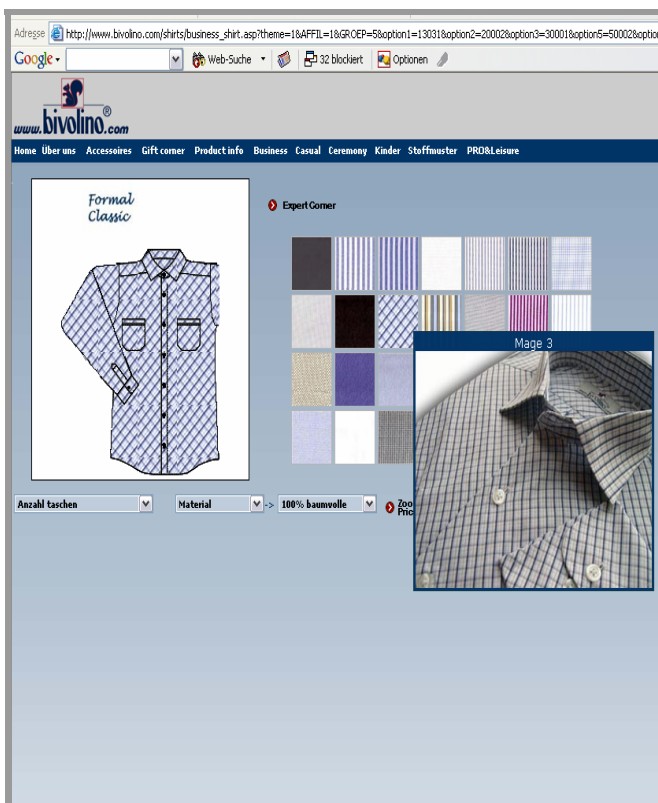 Adresse http://www.bivolino.com/shirts/business_shirt.asp?theme=1&AFFIL=1&GROEP=5&option1=13031&option2=20002&option3=30001&option5=50002&optio
Google Web-Suche 32 blockiert Optionen
www.bivolino®.com
Home Über uns Accessoires Gift corner Product info Business Casual Ceremony Kinder Stoffmuster PRO&Leisure
Formal
Classic
Expert Corner
Mage 3
Anzahl taschen Material -> 100% baumvolle Zoo
Pric